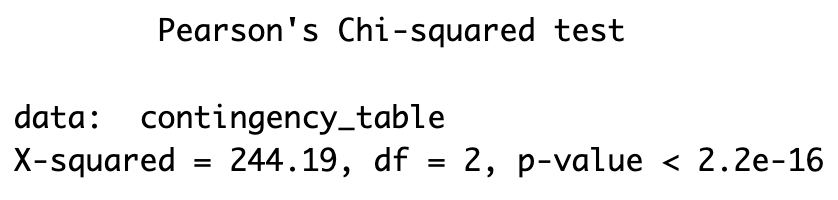 Pearson's Chi-squared test
data:  contingency_table
X-squared = 244.19, df = 2, p-value < 2.2e-16